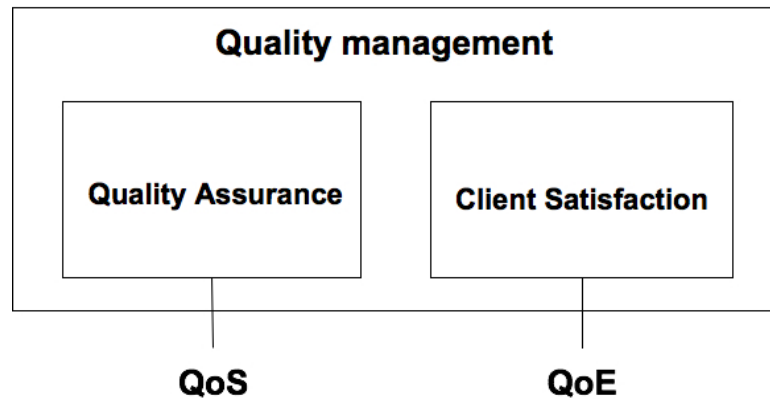 Quality management
Quality Assurance
Client Satisfaction
QoS
QoE